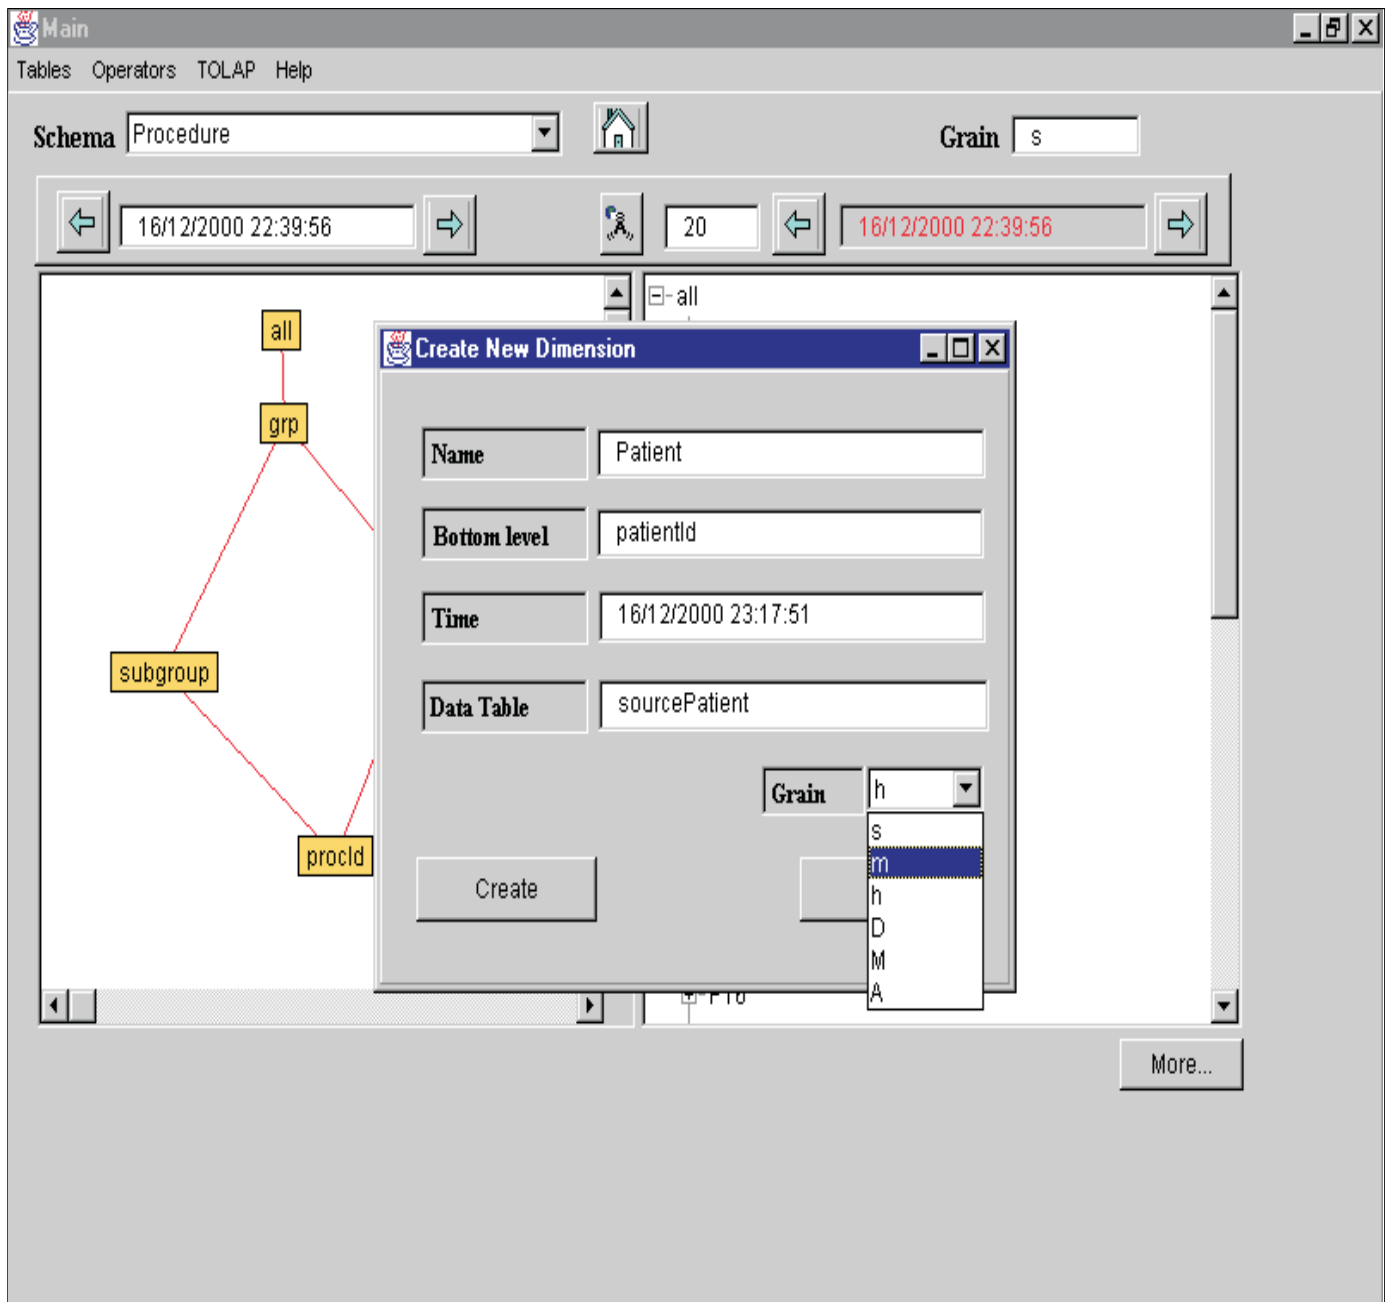 Main
Tables Operators TOLAP Help
Schema Procedure Grain s
16/12/2000 22:39:56 20 16/12/2000 22:39:56
all
all
grp
subgroup
procId
Create New Dimension
Name Patient
Bottom level patientId
Time 16/12/2000 23:17:51
Data Table sourcePatient
Grain h
s
m
h
D
M
A
Create
More...